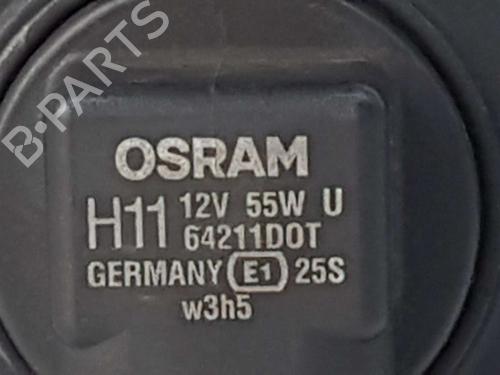 B-PARTS
OSRAM
H11 12V 55W U
64211DOT
GERMANY E1 25S
w3h5